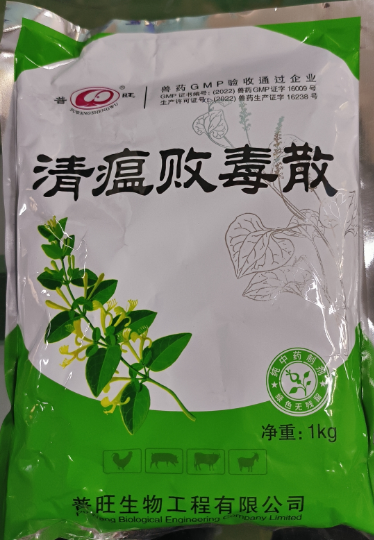 兽药GMP验收通过企业
GMP证书编号:(2022)兽药GMP证字16009号
生产许可证号:(2022)兽药生产证字16238号
普 旺®
PUWANGSHENGWU
清瘟败毒散
纯中药制剂
绿色无残留
净重:1kg
普旺生物工程有限公司
Biological Engineering Company Limited